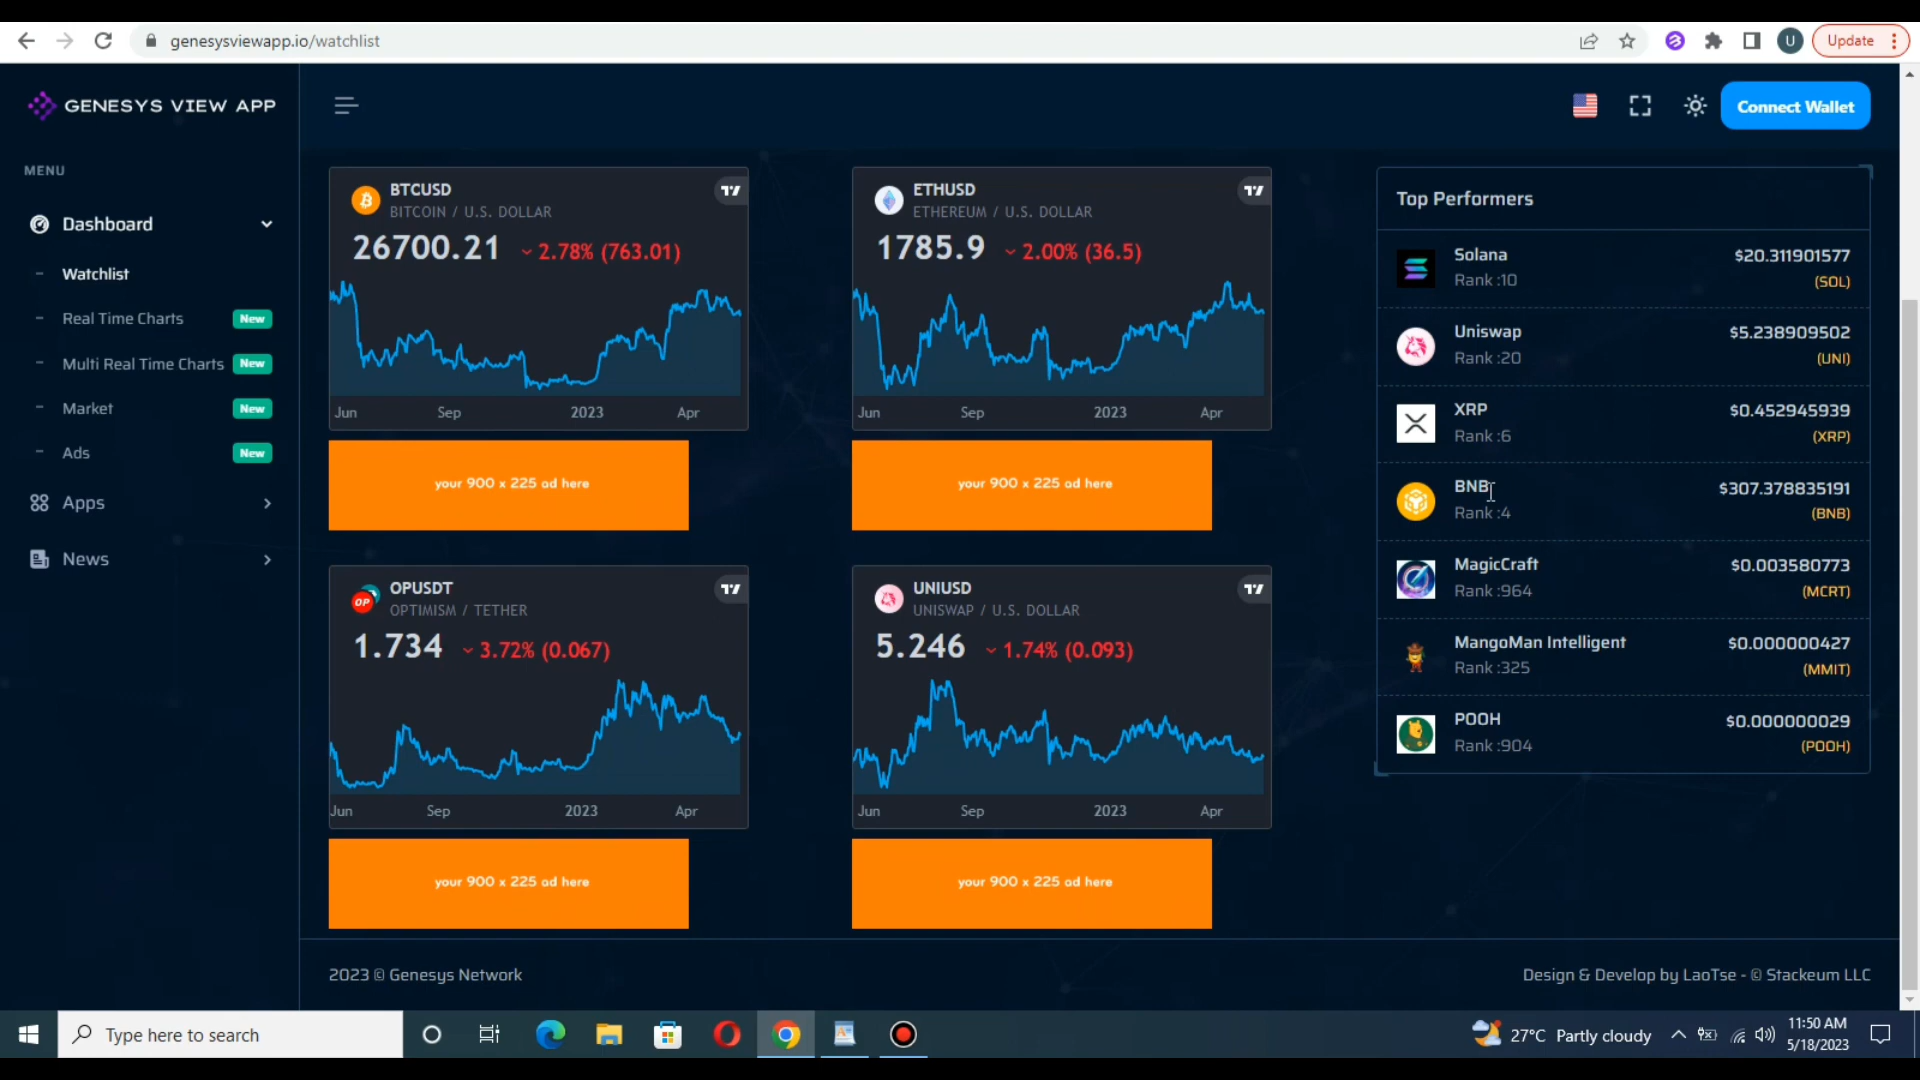 genesysviewapp.io/watchlist
U
Update
GENESYS VIEW APP
Connect Wallet
MENU
Dashboard
Watchlist
Real Time Charts New
Multi Real Time Charts New
Market New
Ads New
Apps
News
BTCUSD
BITCOIN / U.S. DOLLAR
26700.21 2.78% (763.01)
Jun Sep 2023 Apr
your 900 x 225 ad here
ETHUSD
ETHEREUM / U.S. DOLLAR
1785.9 2.00% (36.5)
Jun Sep 2023 Apr
your 900 x 225 ad here
OP
OPUSDT
OPTIMISM / TETHER
1.734 3.72% (0.067)
Jun Sep 2023 Apr
your 900 x 225 ad here
UNIUSD
UNISWAP / U.S. DOLLAR
5.246 1.74% (0.093)
Jun Sep 2023 Apr
your 900 x 225 ad here
Top Performers
Solana $20.311901577
Rank :10 (SOL)
Uniswap $5.238909502
Rank :20 (UNI)
XRP $0.452945939
Rank :6 (XRP)
BNB $307.378835191
Rank :4 (BNB)
MagicCraft $0.003580773
Rank :964 (MCRT)
MangoMan Intelligent $0.000000427
Rank :325 (MMIT)
POOH $0.000000029
Rank :904 (POOH)
2023 © Genesys Network
Design & Develop by LaoTse - © Stackeum LLC
Type here to search
27°C Partly cloudy
11:50 AM
5/18/2023